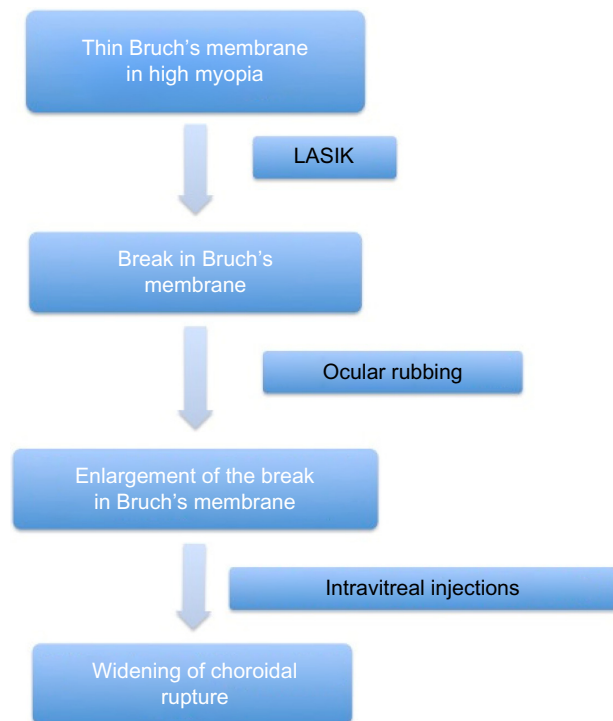 Thin Bruch’s membrane
in high myopia
LASIK
Break in Bruch’s
membrane
Ocular rubbing
Enlargement of the break
in Bruch’s membrane
Intravitreal injections
Widening of choroidal
rupture